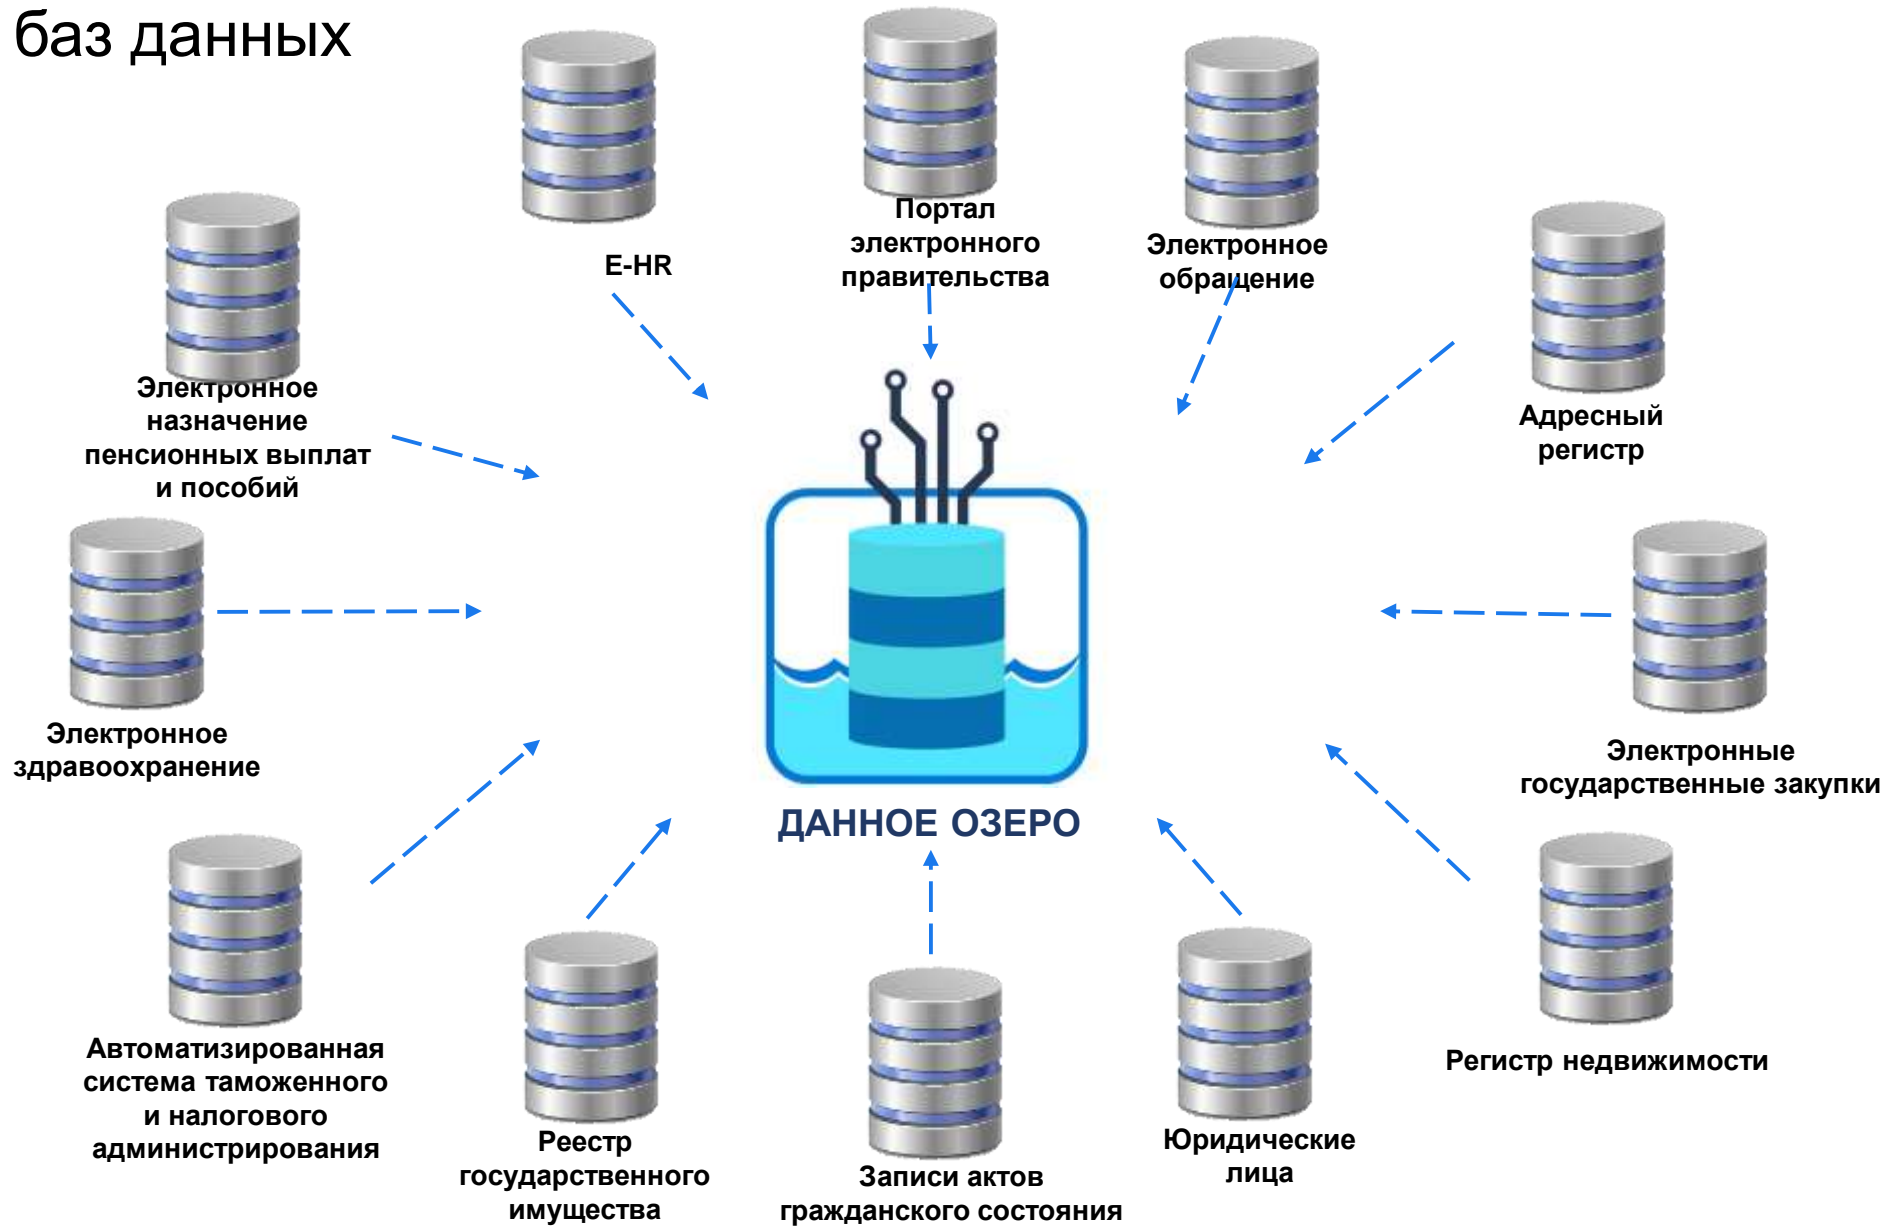 баз данных
E-HR
Портал
электронного
правительства
Электронное
обращение
Электронное
назначение
пенсионных выплат
и пособий
Адресный
регистр
Электронное
здравоохранение
Электронные
государственные закупки
ДАННОЕ ОЗЕРО
Автоматизированная
система таможенного
и налогового
администрирования
Реестр
государственного
имущества
Записи актов
гражданского состояния
Юридические
лица
Регистр недвижимости